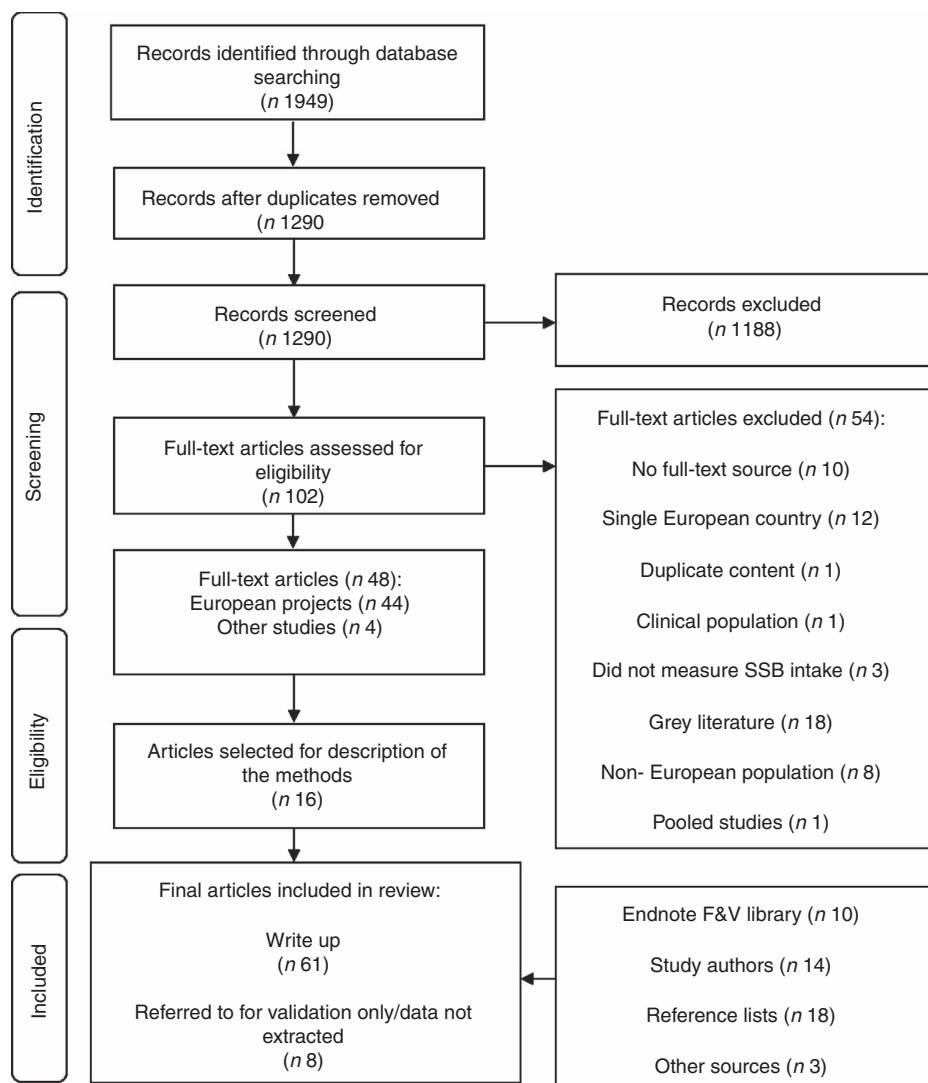 Identification
Records identified through database
searching
(n 1949)
Records after duplicates removed
(n 1290
Screening
Records screened
(n 1290)
Records excluded
(n 1188)
Full-text articles assessed for
eligibility
(n 102)
Full-text articles excluded (n 54):
No full-text source (n 10)
Single European country (n 12)
Duplicate content (n 1)
Clinical population (n 1)
Did not measure SSB intake (n 3)
Grey literature (n 18)
Non- European population (n 8)
Pooled studies (n 1)
Full-text articles (n 48):
European projects (n 44)
Other studies (n 4)
Eligibility
Articles selected for description of
the methods
(n 16)
Included
Final articles included in review:
Write up
(n 61)
Referred to for validation only/data not
extracted
(n 8)
Endnote F&V library (n 10)
Study authors (n 14)
Reference lists (n 18)
Other sources (n 3)